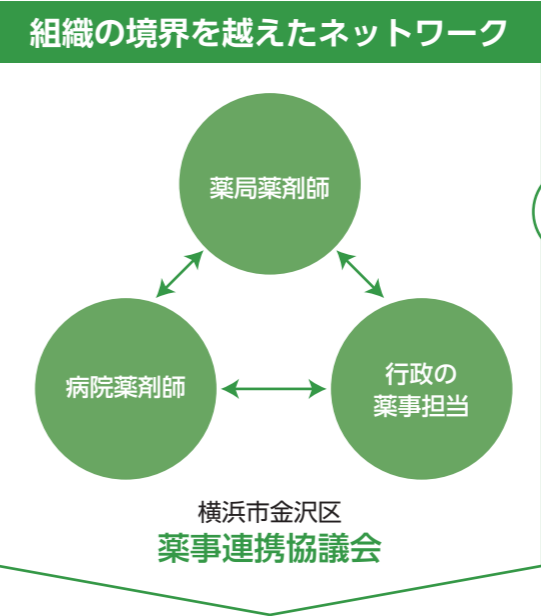 組織の境界を越えたネットワーク
薬局薬剤師
病院薬剤師
行政の
薬事担当
横浜市金沢区
薬事連携協議会